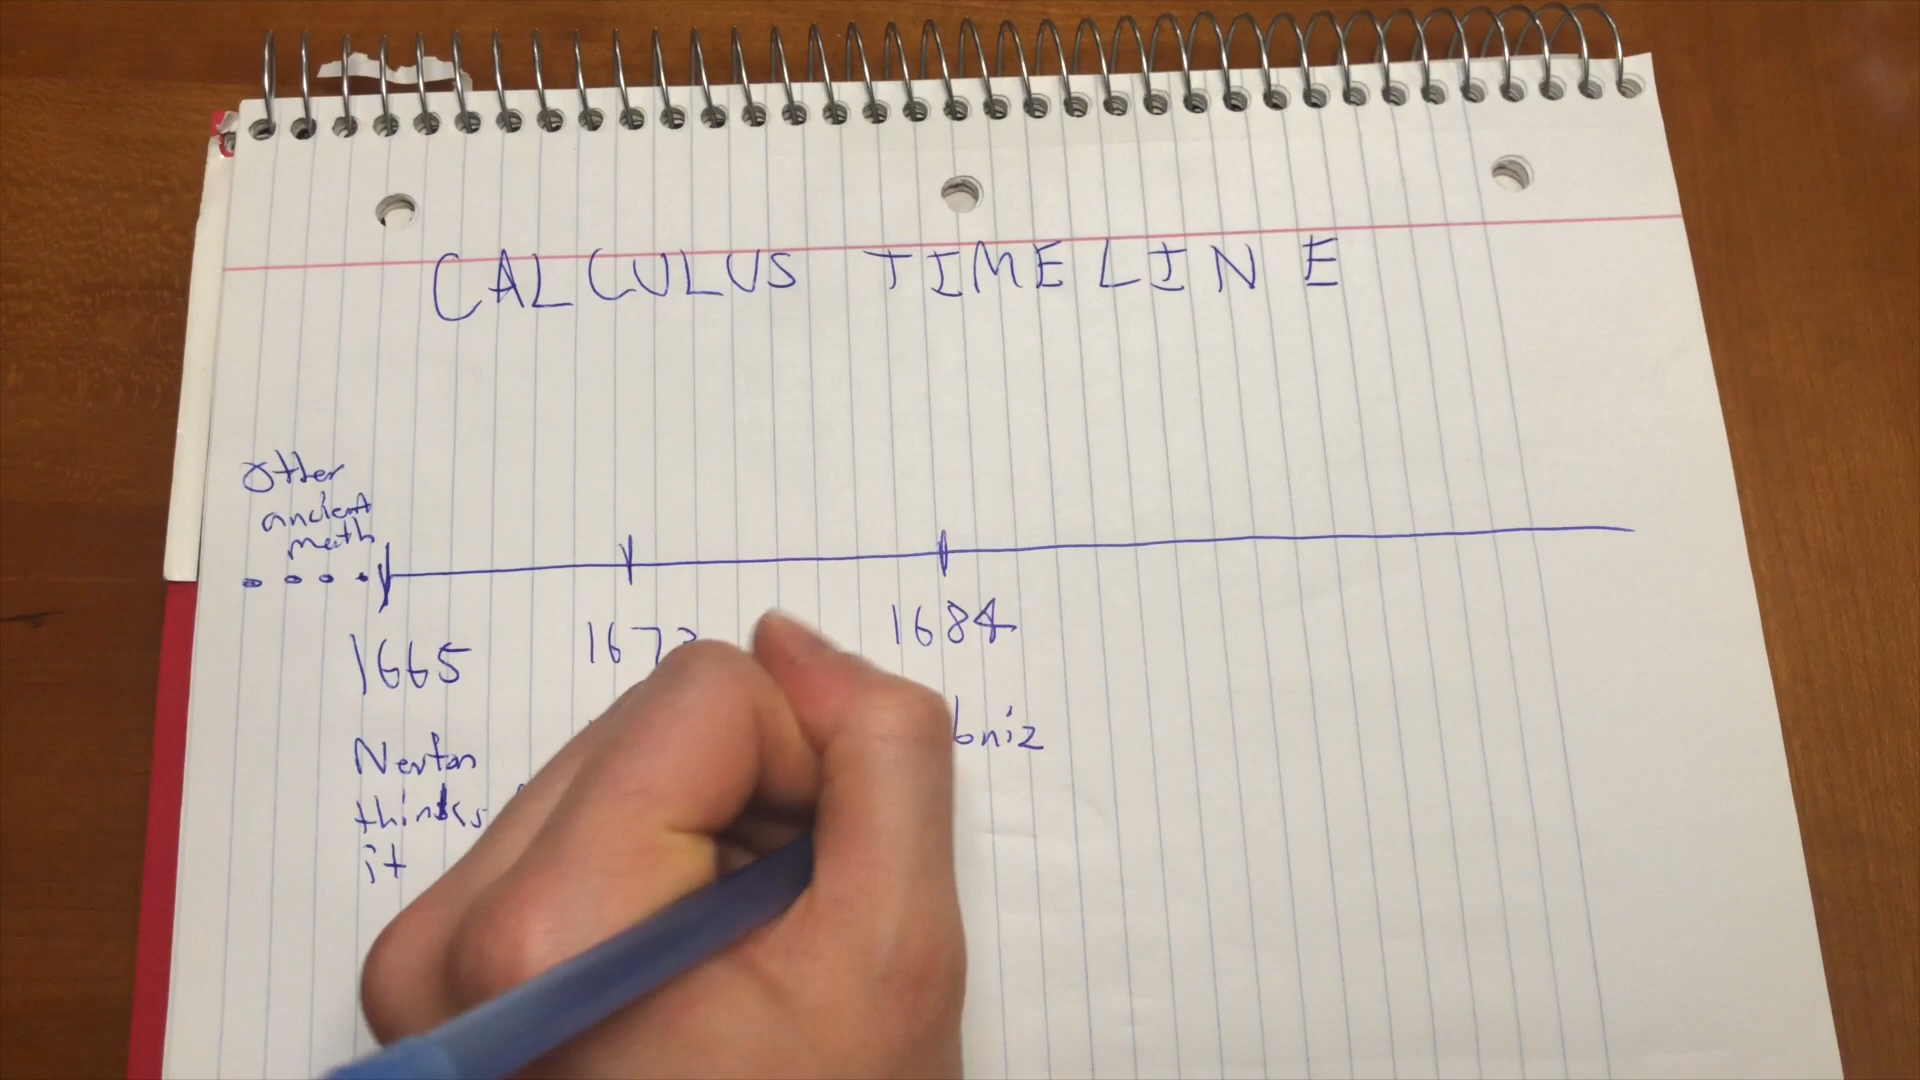 CALCULUS TIMELINE
Other
ancient
math
1665
1684
Newton
thinks
it